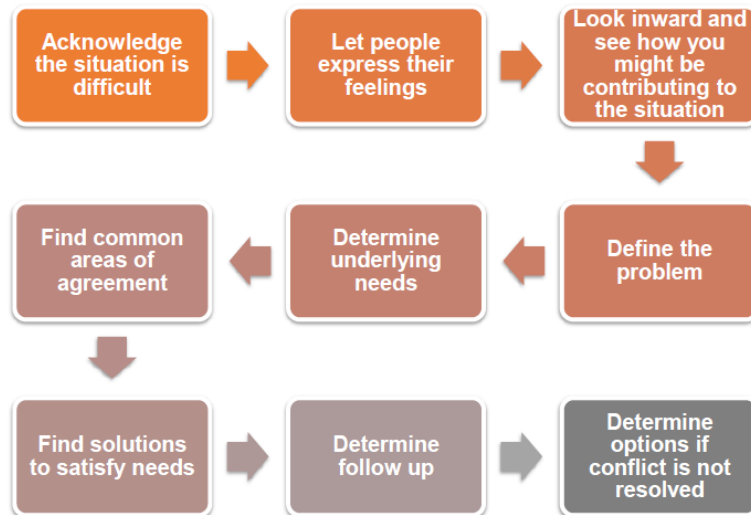 Acknowledge
the situation is
difficult
Let people
express their
feelings
Look inward and
see how you
might be
contributing to
the situation
Define the
problem
Determine
underlying
needs
Find common
areas of
agreement
Find solutions
to satisfy needs
Determine
follow up
Determine
options if
conflict is not
resolved